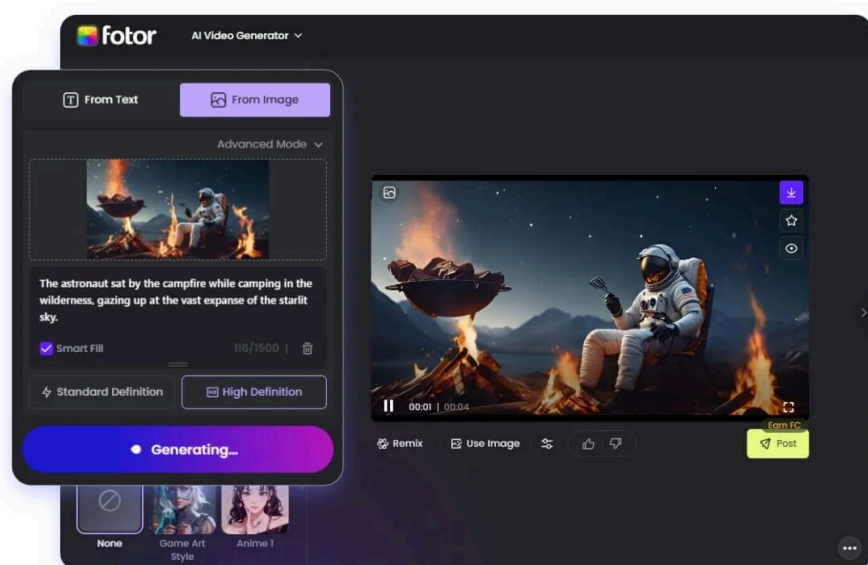 fotor
AI Video Generator
From Text
From Image
Advanced Mode
The astronaut sat by the campfire while camping in the
wilderness, gazing up at the vast expanse of the starlit
sky.
Smart Fill
116/1500
Standard Definition
HD High Definition
Generating...
None
Game Art
Style
Anime 1
00:01 | 00:04
Remix
Use Image
Earn FC
Post